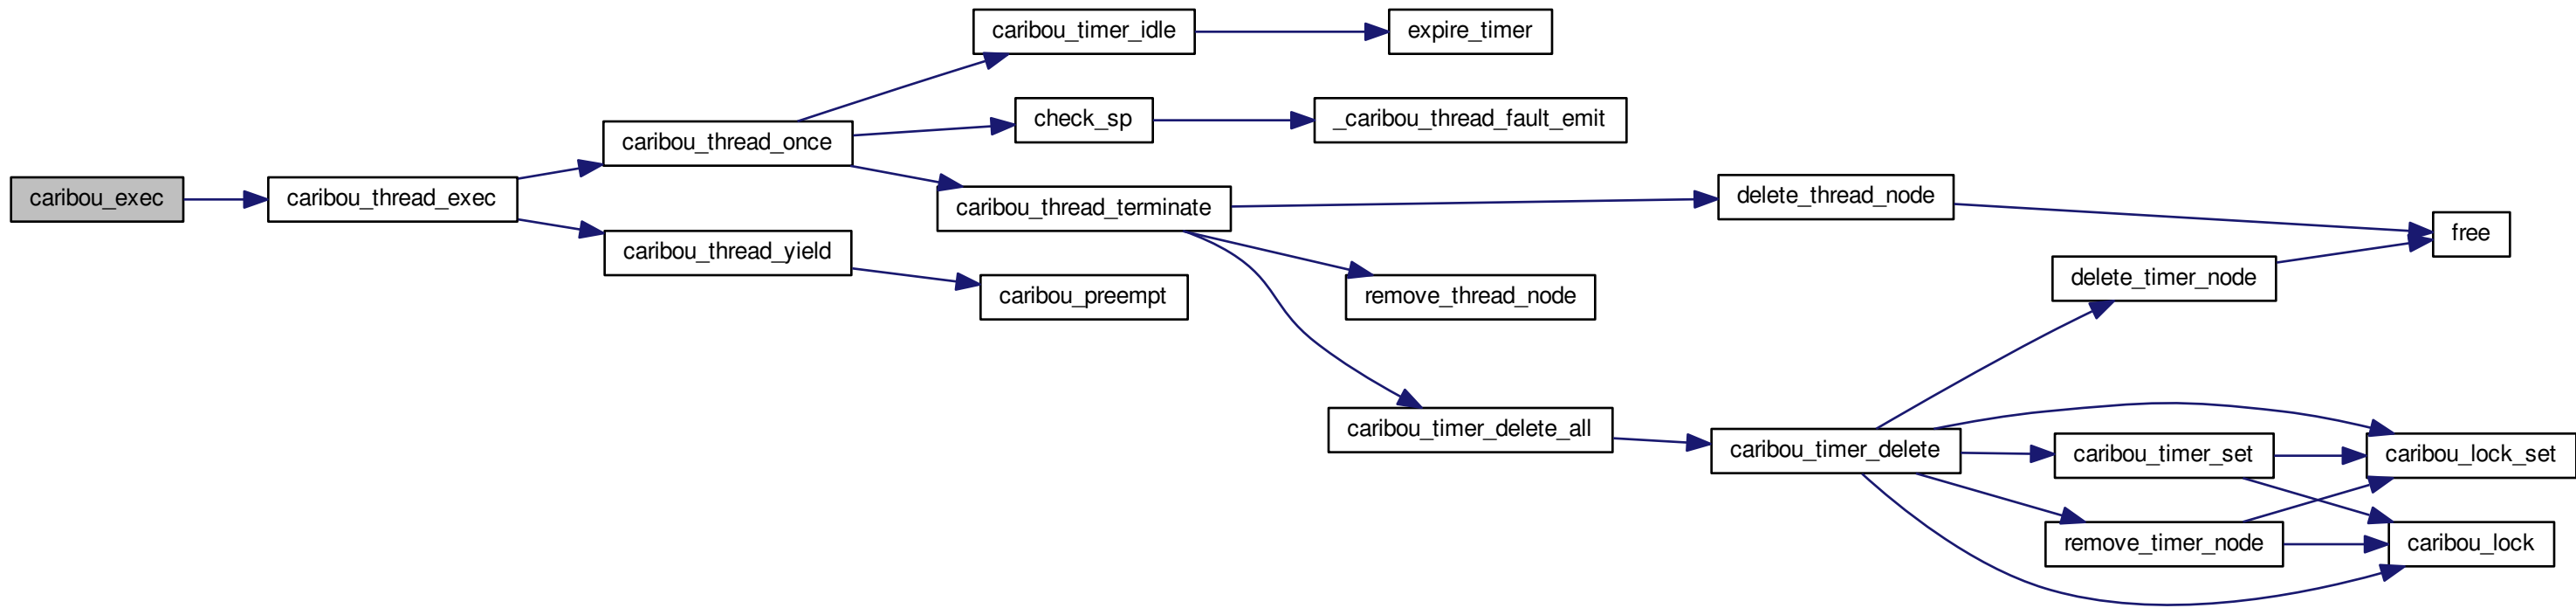 caribou_timer_idle
expire_timer
check_sp
_caribou_thread_fault_emit
caribou_thread_once
caribou_exec
caribou_thread_exec
caribou_thread_terminate
delete_thread_node
free
caribou_thread_yield
caribou_preempt
remove_thread_node
delete_timer_node
caribou_timer_delete_all
caribou_timer_delete
caribou_timer_set
caribou_lock_set
remove_timer_node
caribou_lock